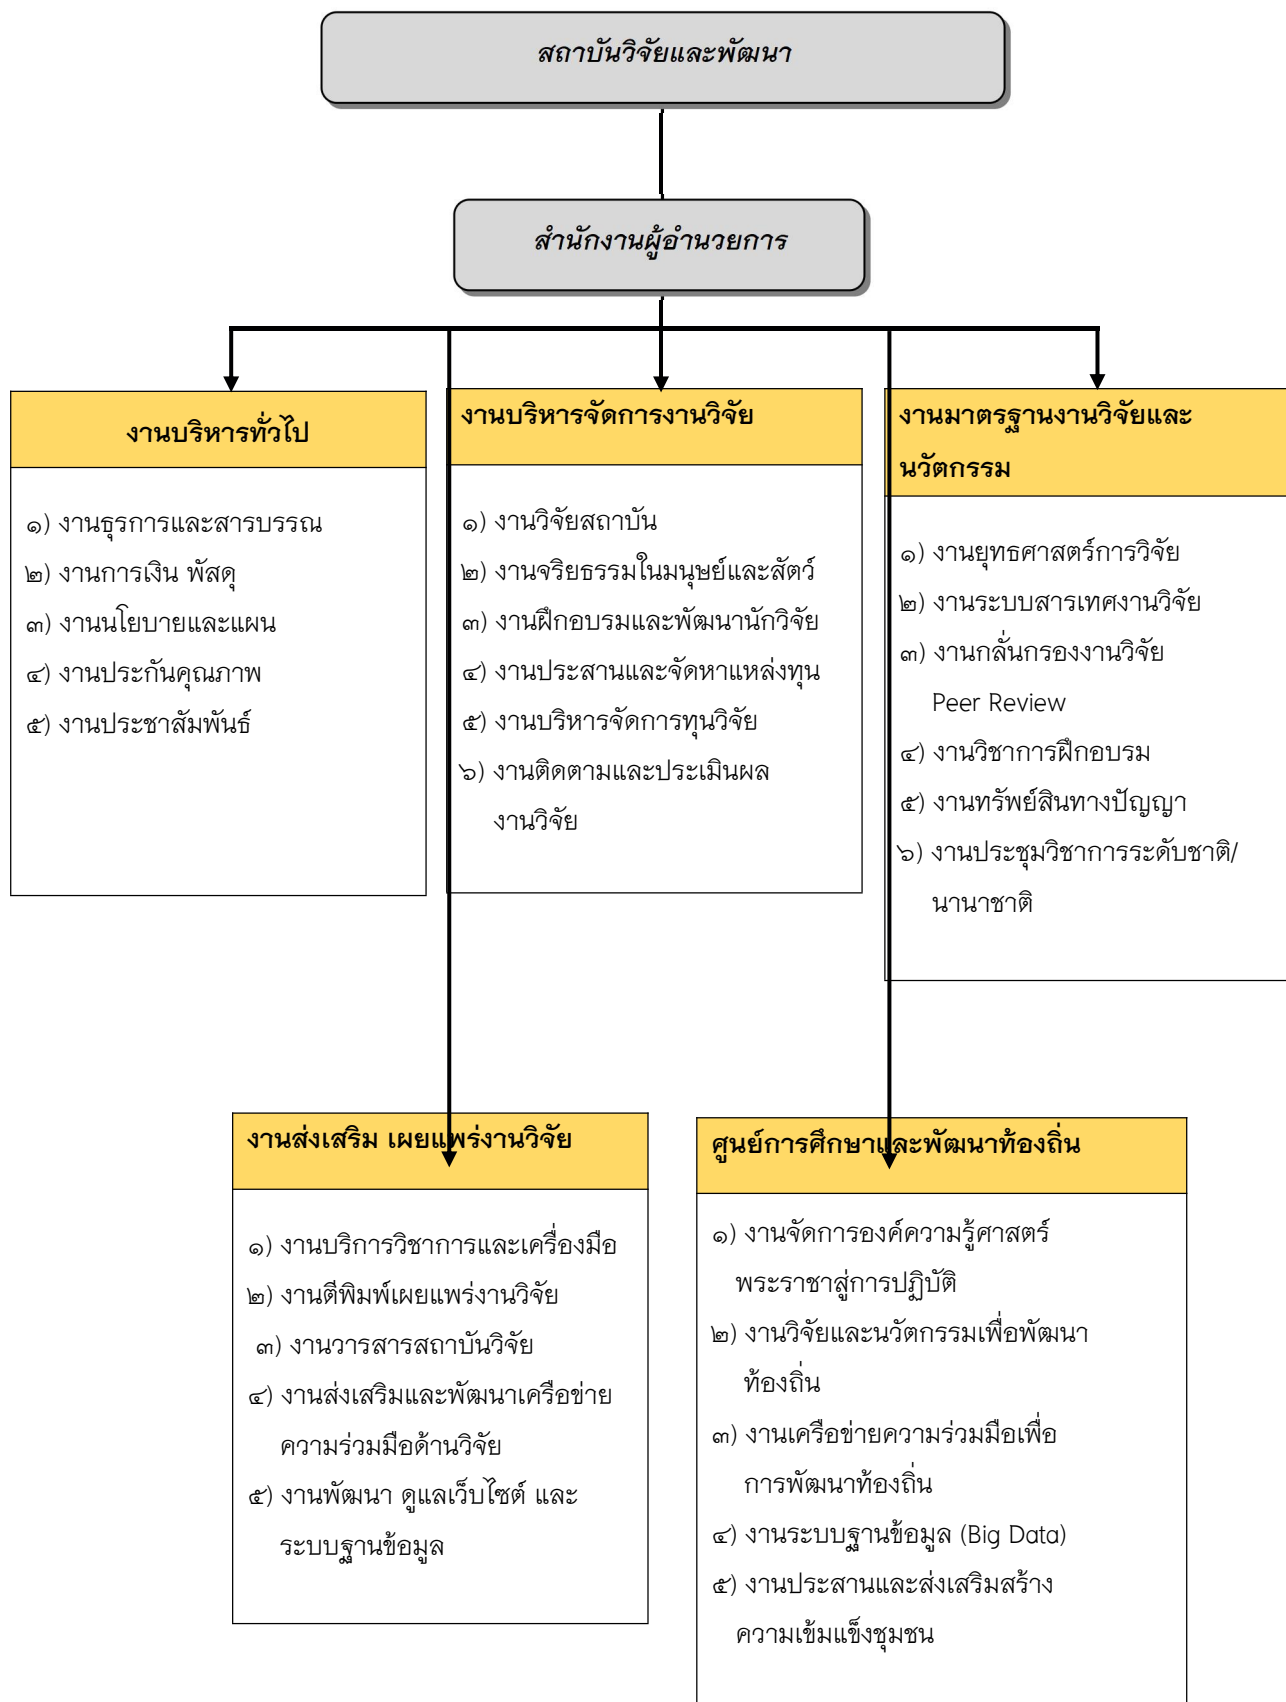 สถาบันวิจัยและพัฒนา
สำนักงานผู้อำนวยการ
งานบริหารทั่วไป
๑) งานธุรการและสารบรรณ
๒) งานการเงิน พัสดุ
๓) งานนโยบายและแผน
๔) งานประกันคุณภาพ
๕) งานประชาสัมพันธ์
งานบริหารจัดการงานวิจัย
๑) งานวิจัยสถาบัน
๒) งานจริยธรรมในมนุษย์และสัตว์
๓) งานฝึกอบรมและพัฒนานักวิจัย
๔) งานประสานและจัดหาแหล่งทุน
๕) งานบริหารจัดการทุนวิจัย
๖) งานติดตามและประเมินผล
งานวิจัย
งานมาตรฐานงานวิจัยและ
นวัตกรรม
๑) งานยุทธศาสตร์การวิจัย
๒) งานระบบสารเทศงานวิจัย
๓) งานกลั่นกรองงานวิจัย
Peer Review
๔) งานวิชาการฝึกอบรม
๕) งานทรัพย์สินทางปัญญา
๖) งานประชุมวิชาการระดับชาติ/
นานาชาติ
งานส่งเสริม เผยแพร่งานวิจัย
๑) งานบริการวิชาการและเครื่องมือ
๒) งานตีพิมพ์เผยแพร่งานวิจัย
๓) งานวารสารสถาบันวิจัย
๔) งานส่งเสริมและพัฒนาเครือข่าย
ความร่วมมือด้านวิจัย
๕) งานพัฒนา ดูแลเว็บไซต์ และ
ระบบฐานข้อมูล
ศูนย์การศึกษาและพัฒนาท้องถิ่น
๑) งานจัดการองค์ความรู้ศาสตร์
พระราชาสู่การปฏิบัติ
๒) งานวิจัยและนวัตกรรมเพื่อพัฒนา
ท้องถิ่น
๓) งานเครือข่ายความร่วมมือเพื่อ
การพัฒนาท้องถิ่น
๔) งานระบบฐานข้อมูล (Big Data)
๕) งานประสานและส่งเสริมสร้าง
ความเข้มแข็งชุมชน